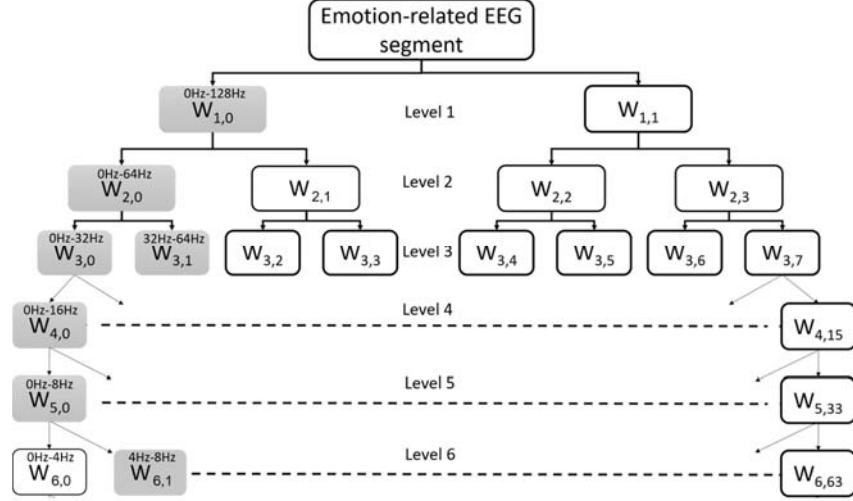 Emotion-related EEG
segment
0Hz-128Hz
W1,0
Level 1
W1,1
0Hz-64Hz
W2,0
W2,1
Level 2
W2,2
W2,3
0Hz-32Hz
W3,0
32Hz-64Hz
W3,1
W3,2
W3,3
Level 3
W3,4
W3,5
W3,6
W3,7
0Hz-16Hz
W4,0
Level 4
W4,15
0Hz-8Hz
W5,0
Level 5
W5,33
0Hz-4Hz
W6,0
4Hz-8Hz
W6,1
Level 6
W6,63